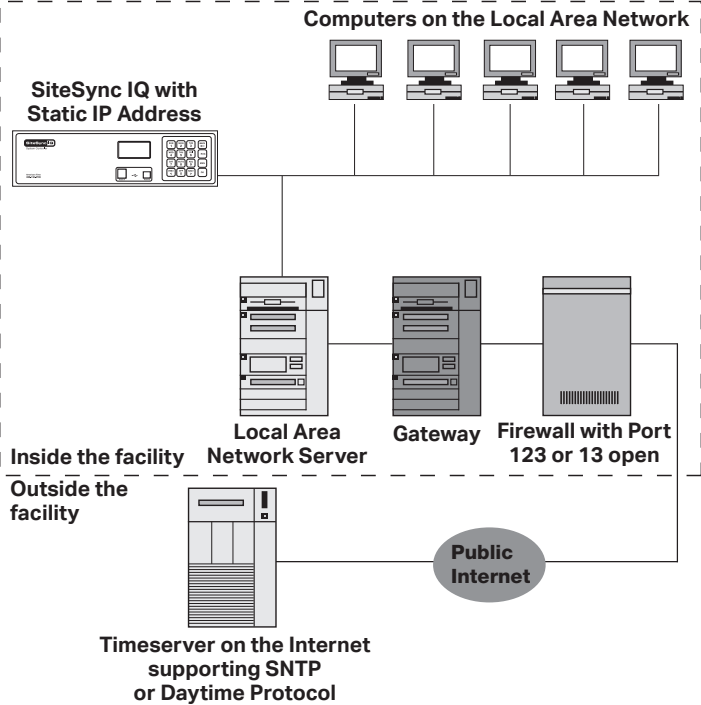 Computers on the Local Area Network
SiteSync IQ with
Static IP Address
SiteSync IQ
Local Area
Network Server
Gateway
Firewall with Port
123 or 13 open
Inside the facility
Outside the
facility
Public
Internet
Timeserver on the Internet
supporting SNTP
or Daytime Protocol